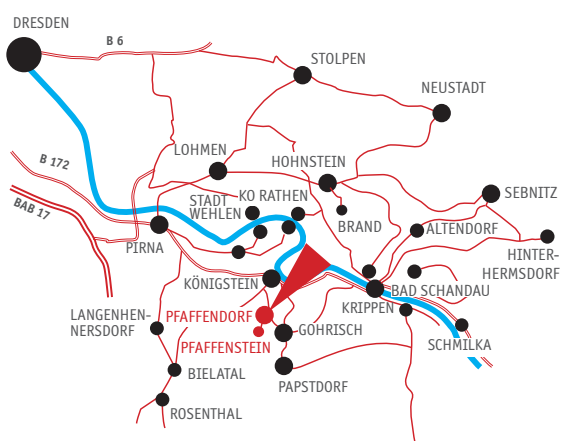 DRESDEN
B 6
STOLPEN
NEUSTADT
LOHMEN
B 172
HOHNSTEIN
BAB 17
STADT
WEHLEN
KO RATHEN
SEBNITZ
BRAND
ALTENDORF
PIRNA
HINTER-
HERMSDORF
KÖNIGSTEIN
BAD SCHANDAU
KRIPPEN
LANGENHEN-
NERSDORF
PFAFFENDORF
GOHRISCH
SCHMILKA
PFAFFENSTEIN
BIELATAL
PAPSTDORF
ROSENTHAL